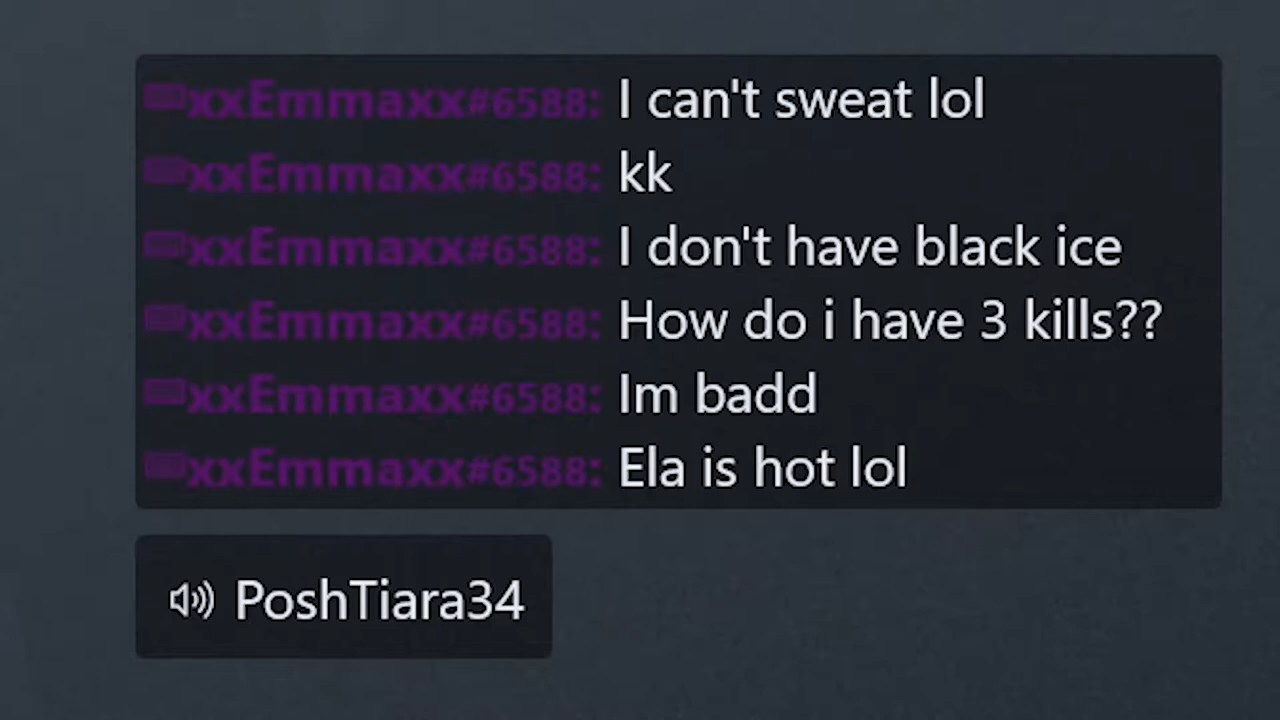 xxEmmaxx#6588: I can't sweat lol
xxEmmaxx#6588: kk
xxEmmaxx#6588: I don't have black ice
xxEmmaxx#6588: How do i have 3 kills??
xxEmmaxx#6588: Im badd
xxEmmaxx#6588: Ela is hot lol
PoshTiara34